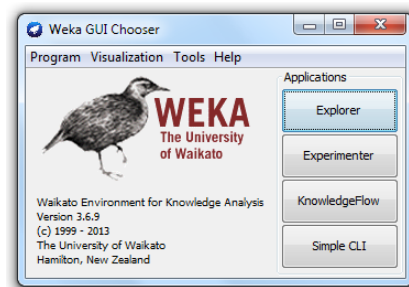 Weka GUI Chooser
Program Visualization Tools Help
WEKA
The University
of Waikato
Waikato Environment for Knowledge Analysis
Version 3.6.9
(c) 1999 - 2013
The University of Waikato
Hamilton, New Zealand
Applications
Explorer
Experimenter
KnowledgeFlow
Simple CLI